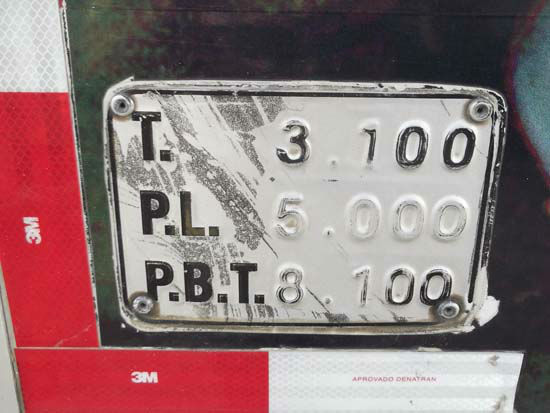 T. 3.100
P.L. 5.000
P.B.T. 8.100
3M
3M
APROVADO DENATRAN